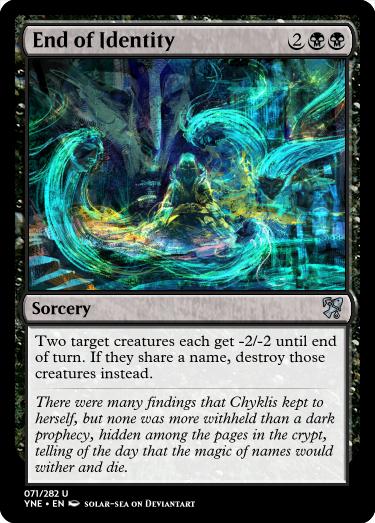 End of Identity 2
Sorcery
Two target creatures each get -2/-2 until end
of turn. If they share a name, destroy those
creatures instead.
There were many findings that Chyklis kept to
herself, but none was more withheld than a dark
prophecy, hidden among the pages in the crypt,
telling of the day that the magic of names would
wither and die.
071/282 U
YNE • EN SOLAR-SEA ON DEVIANTART